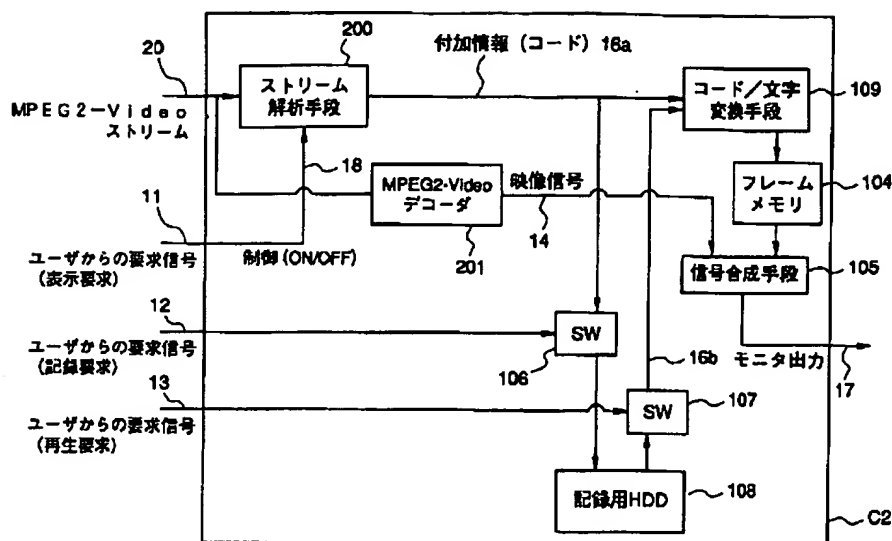 200
付加情報(コード) 16a
20
ストリーム
解析手段
コード/文字
変換手段
109
MPEG2-Video
ストリーム
18
MPEG2-Video
デコーダ
201
映像信号
14
フレーム
メモリ
104
11
ユーザからの要求信号
(表示要求)
制御(ON/OFF)
信号合成手段
105
12
ユーザからの要求信号
(記録要求)
SW
106
16b
モニタ出力
17
13
ユーザからの要求信号
(再生要求)
SW
107
記録用HDD
108
C2